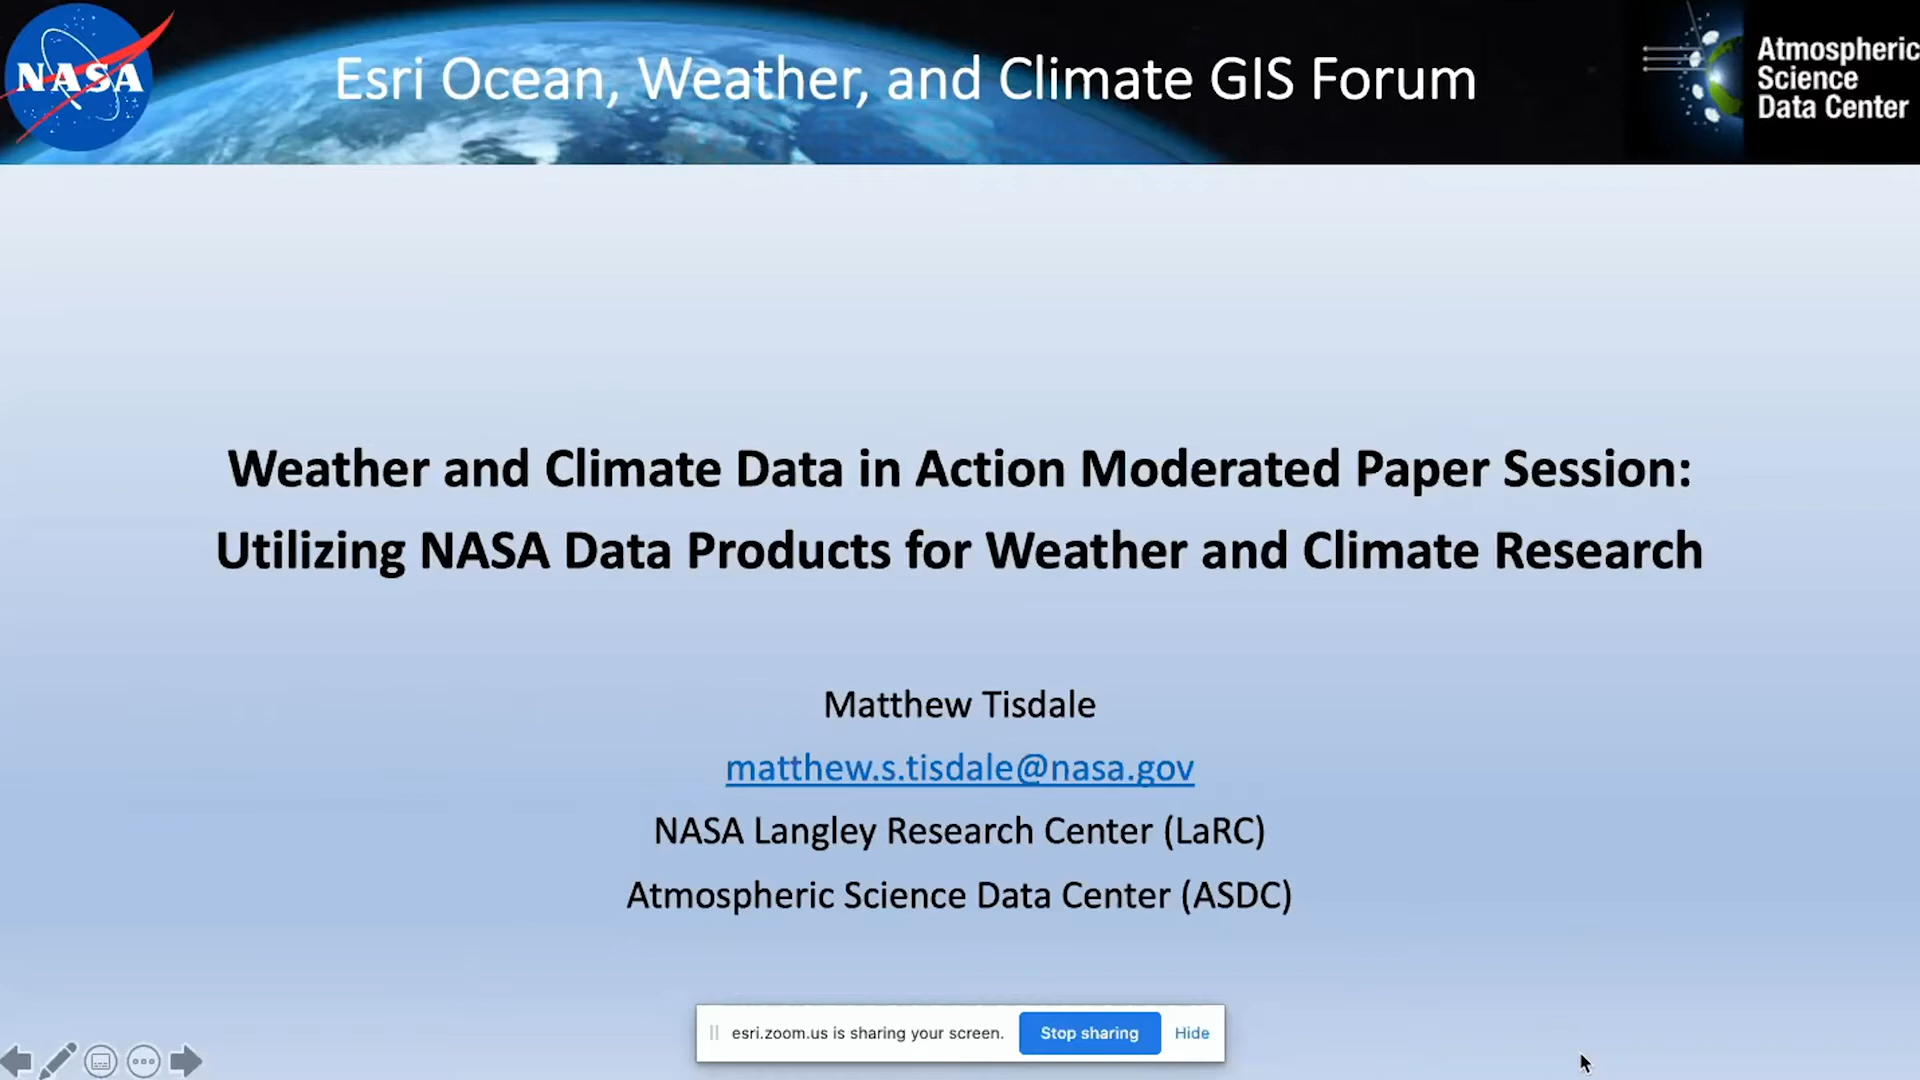 NASA
Esri Ocean, Weather, and Climate GIS Forum
Atmospheric
Science
Data Center
Weather and Climate Data in Action Moderated Paper Session:
Utilizing NASA Data Products for Weather and Climate Research
Matthew Tisdale
matthew.s.tisdale@nasa.gov
NASA Langley Research Center (LaRC)
Atmospheric Science Data Center (ASDC)
esri.zoom.us is sharing your screen. Stop sharing Hide